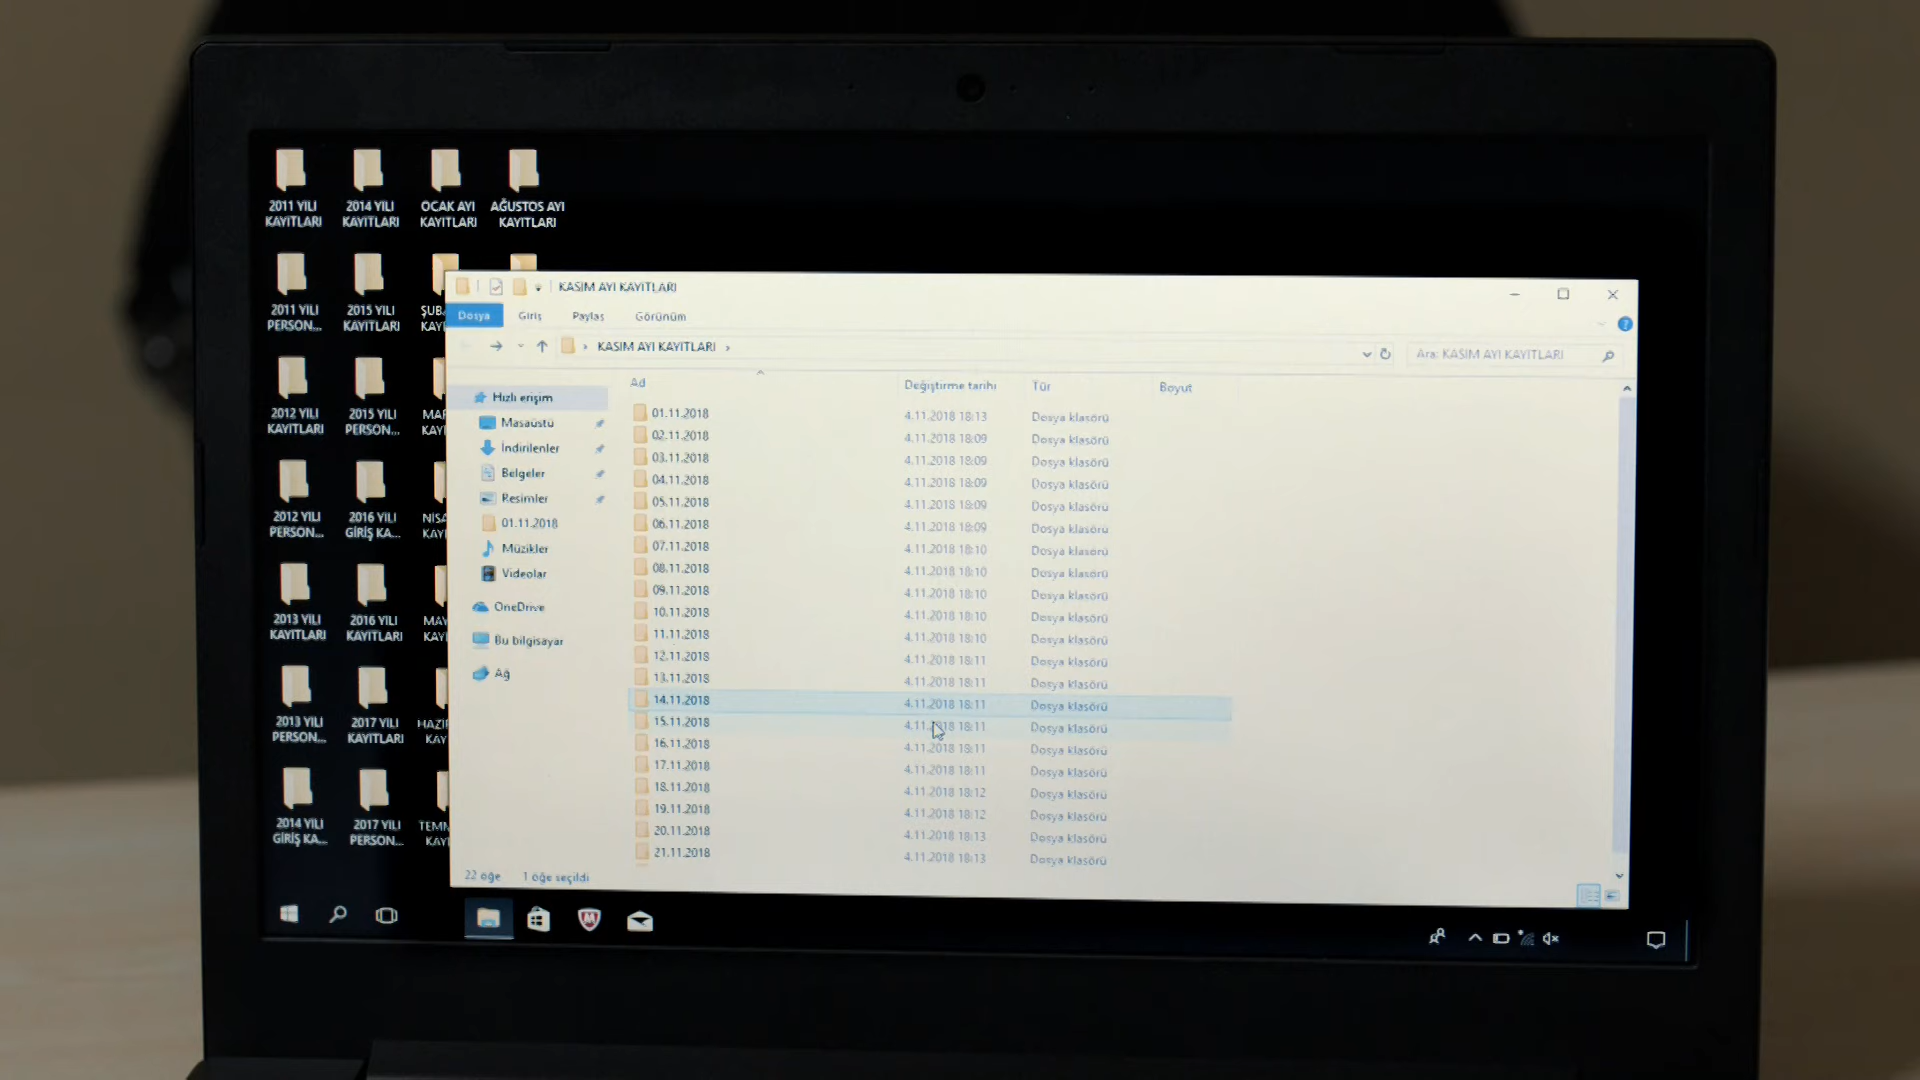 2011 YILI
KAYITLARI
2014 YILI
KAYITLARI
OCAK AYI
KAYITLARI
AĞUSTOS AYI
KAYITLARI
2011 YILI
PERSON...
2015 YILI
KAYITLARI
2012 YILI
KAYITLARI
2015 YILI
PERSON...
2012 YILI
PERSON...
2016 YILI
GİRİŞ KA...
2013 YILI
KAYITLARI
2016 YILI
KAYITLARI
2013 YILI
PERSON...
2017 YILI
KAYITLARI
2014 YILI
GİRİŞ KA...
2017 YILI
PERSON...
KASIM AYI KAYITLARI
Dosya Giriş Paylaş Görünüm
KASIM AYI KAYITLARI
Ara: KASIM AYI KAYITLARI
Hızlı erişim
Masaüstü
İndirilenler
Belgeler
Resimler
01.11.2018
Müzikler
Videolar
OneDrive
Bu bilgisayar
Ağ
Ad Değiştirme tarihi Tür Boyut
01.11.2018 4.11.2018 18:13 Dosya klasörü
02.11.2018 4.11.2018 18:09 Dosya klasörü
03.11.2018 4.11.2018 18:09 Dosya klasörü
04.11.2018 4.11.2018 18:09 Dosya klasörü
05.11.2018 4.11.2018 18:09 Dosya klasörü
06.11.2018 4.11.2018 18:09 Dosya klasörü
07.11.2018 4.11.2018 18:10 Dosya klasörü
08.11.2018 4.11.2018 18:10 Dosya klasörü
09.11.2018 4.11.2018 18:10 Dosya klasörü
10.11.2018 4.11.2018 18:10 Dosya klasörü
11.11.2018 4.11.2018 18:10 Dosya klasörü
12.11.2018 4.11.2018 18:11 Dosya klasörü
13.11.2018 4.11.2018 18:11 Dosya klasörü
14.11.2018 4.11.2018 18:11 Dosya klasörü
15.11.2018 4.11.2018 18:11 Dosya klasörü
16.11.2018 4.11.2018 18:11 Dosya klasörü
17.11.2018 4.11.2018 18:11 Dosya klasörü
18.11.2018 4.11.2018 18:12 Dosya klasörü
19.11.2018 4.11.2018 18:12 Dosya klasörü
20.11.2018 4.11.2018 18:13 Dosya klasörü
21.11.2018 4.11.2018 18:13 Dosya klasörü
22 öğe 1 öğe seçildi